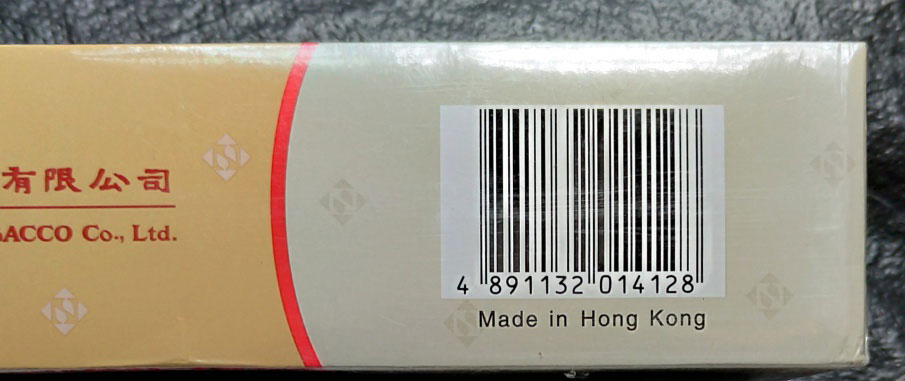 有限公司
ACCO Co., Ltd.
4 891132 014128
Made in Hong Kong